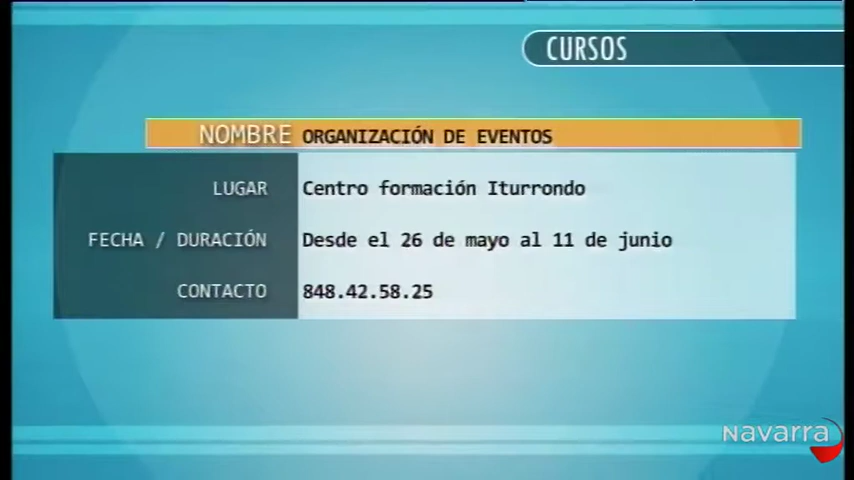 CURSOS
NOMBRE ORGANIZACIÓN DE EVENTOS
LUGAR Centro formación Iturrondo
FECHA / DURACIÓN Desde el 26 de mayo al 11 de junio
CONTACTO 848.42.58.25
Navarra